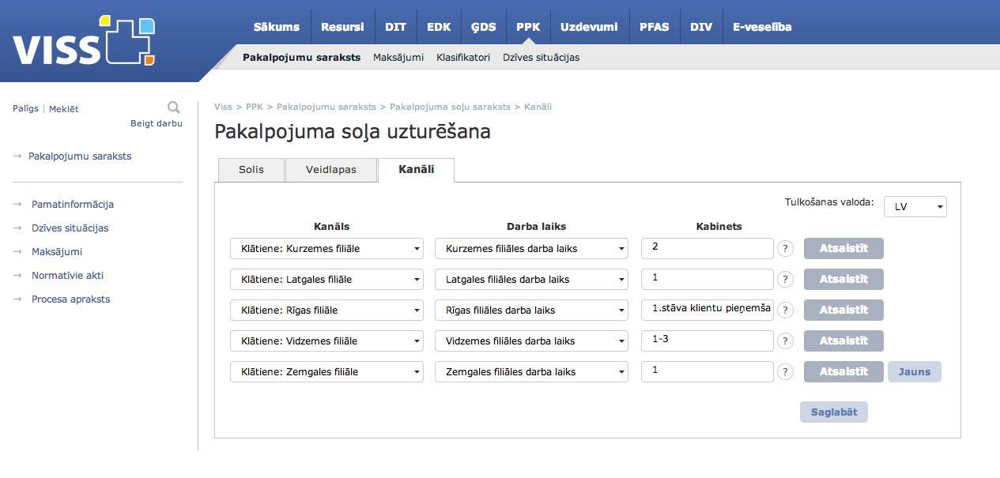 VISS
Sākums Resursi DIT EDK ĢDS PPK Uzdevumi PFAS DIV E-veselība
Pakalpojumu saraksts Maksājumi Klasifikatori Dzīves situācijas
Palīgs | Meklēt
Beigt darbu
→ Pakalpojumu saraksts
→ Pamatinformācija
→ Dzīves situācijas
→ Maksājumi
→ Normatīvie akti
→ Procesa apraksts
Viss > PPK > Pakalpojumu saraksts > Pakalpojuma soļu saraksts > Kanāli
Pakalpojuma soļa uzturēšana
Solis Veidlapas Kanāli
Tulkošanas valoda: LV
Kanāls Darba laiks Kabinets
Klātiene: Kurzemes filiāle Kurzemes filiāles darba laiks 2 ? Atsaistīt
Klātiene: Latgales filiāle Latgales filiāles darba laiks 1 ? Atsaistīt
Klātiene: Rīgas filiāle Rīgas filiāles darba laiks 1.stāva klientu pieņemša ? Atsaistīt
Klātiene: Vidzemes filiāle Vidzemes filiāles darba laiks 1-3 ? Atsaistīt
Klātiene: Zemgales filiāle Zemgales filiāles darba laiks 1 ? Atsaistīt Jauns
Saglabāt